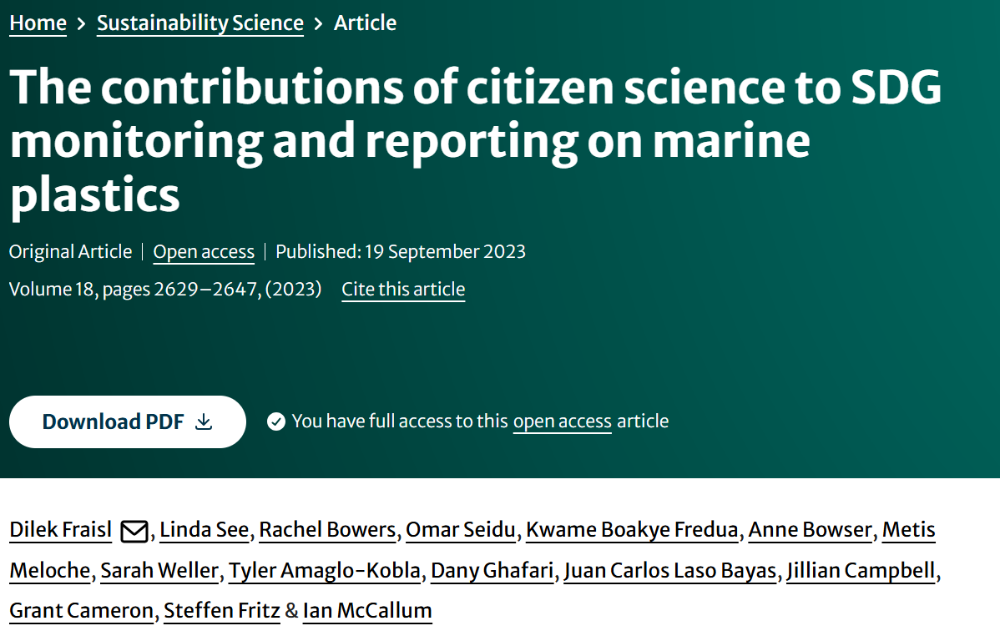 Home > Sustainability Science > Article
The contributions of citizen science to SDG
monitoring and reporting on marine
plastics
Original Article | Open access | Published: 19 September 2023
Volume 18, pages 2629–2647, (2023) Cite this article
Download PDF You have full access to this open access article
Dilek Fraisl , Linda See, Rachel Bowers, Omar Seidu, Kwame Boakye Fredua, Anne Bowser, Metis
Meloche, Sarah Weller, Tyler Amaglo-Kobla, Dany Ghafari, Juan Carlos Laso Bayas, Jillian Campbell,
Grant Cameron, Steffen Fritz & Ian McCallum